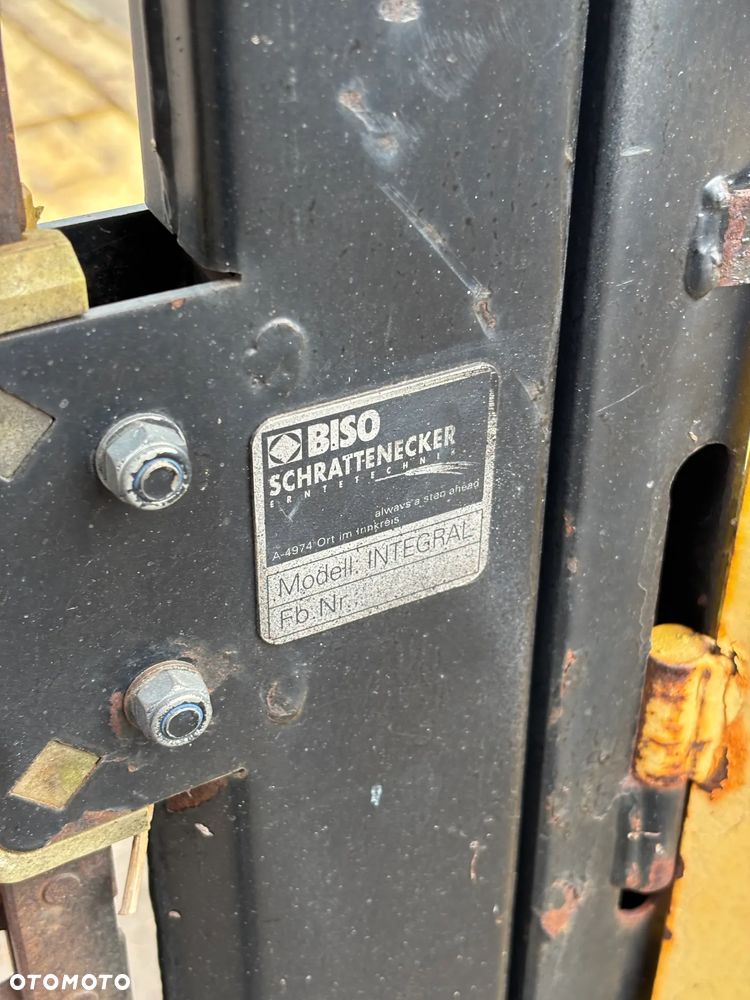 BISO
SCHRATTENECKER
ERNTETECHNIK
always a step ahead
A-4974 Ort im Innkreis
Modell: INTEGRAL
Fb.Nr.
OTOMOTO